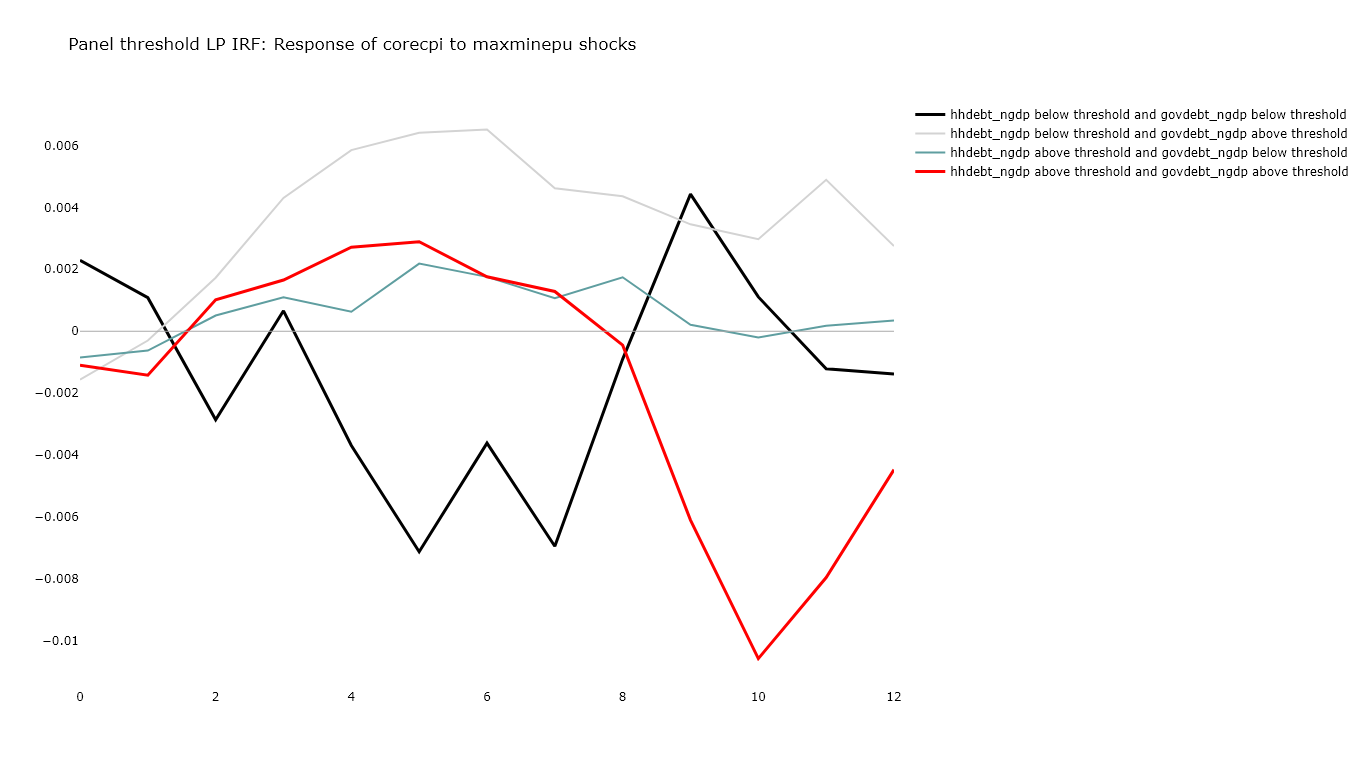 Panel threshold LP IRF: Response of corecpi to maxminepu shocks
hhdebt_ngdp below threshold and govdebt_ngdp below threshold
hhdebt_ngdp below threshold and govdebt_ngdp above threshold
hhdebt_ngdp above threshold and govdebt_ngdp below threshold
hhdebt_ngdp above threshold and govdebt_ngdp above threshold
0.006
0.004
0.002
0
−0.002
−0.004
−0.006
−0.008
−0.01
0 2 4 6 8 10 12